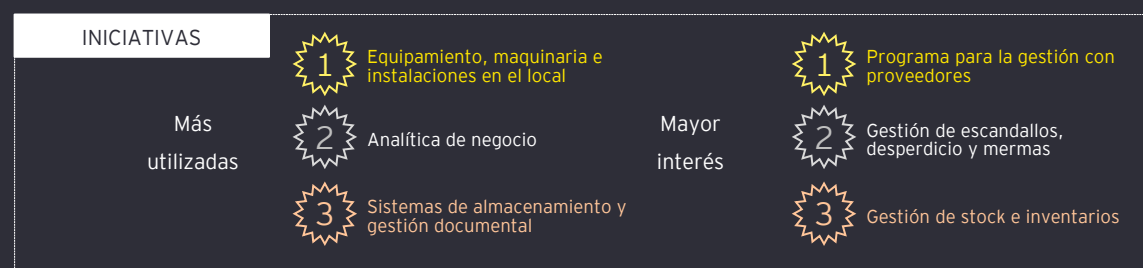 INICIATIVAS
Más
utilizadas
1
Equipamiento, maquinaria e
instalaciones en el local
2
Analítica de negocio
3
Sistemas de almacenamiento y
gestión documental
Mayor
interés
1
Programa para la gestión con
proveedores
2
Gestión de escandallos,
desperdicio y mermas
3
Gestión de stock e inventarios